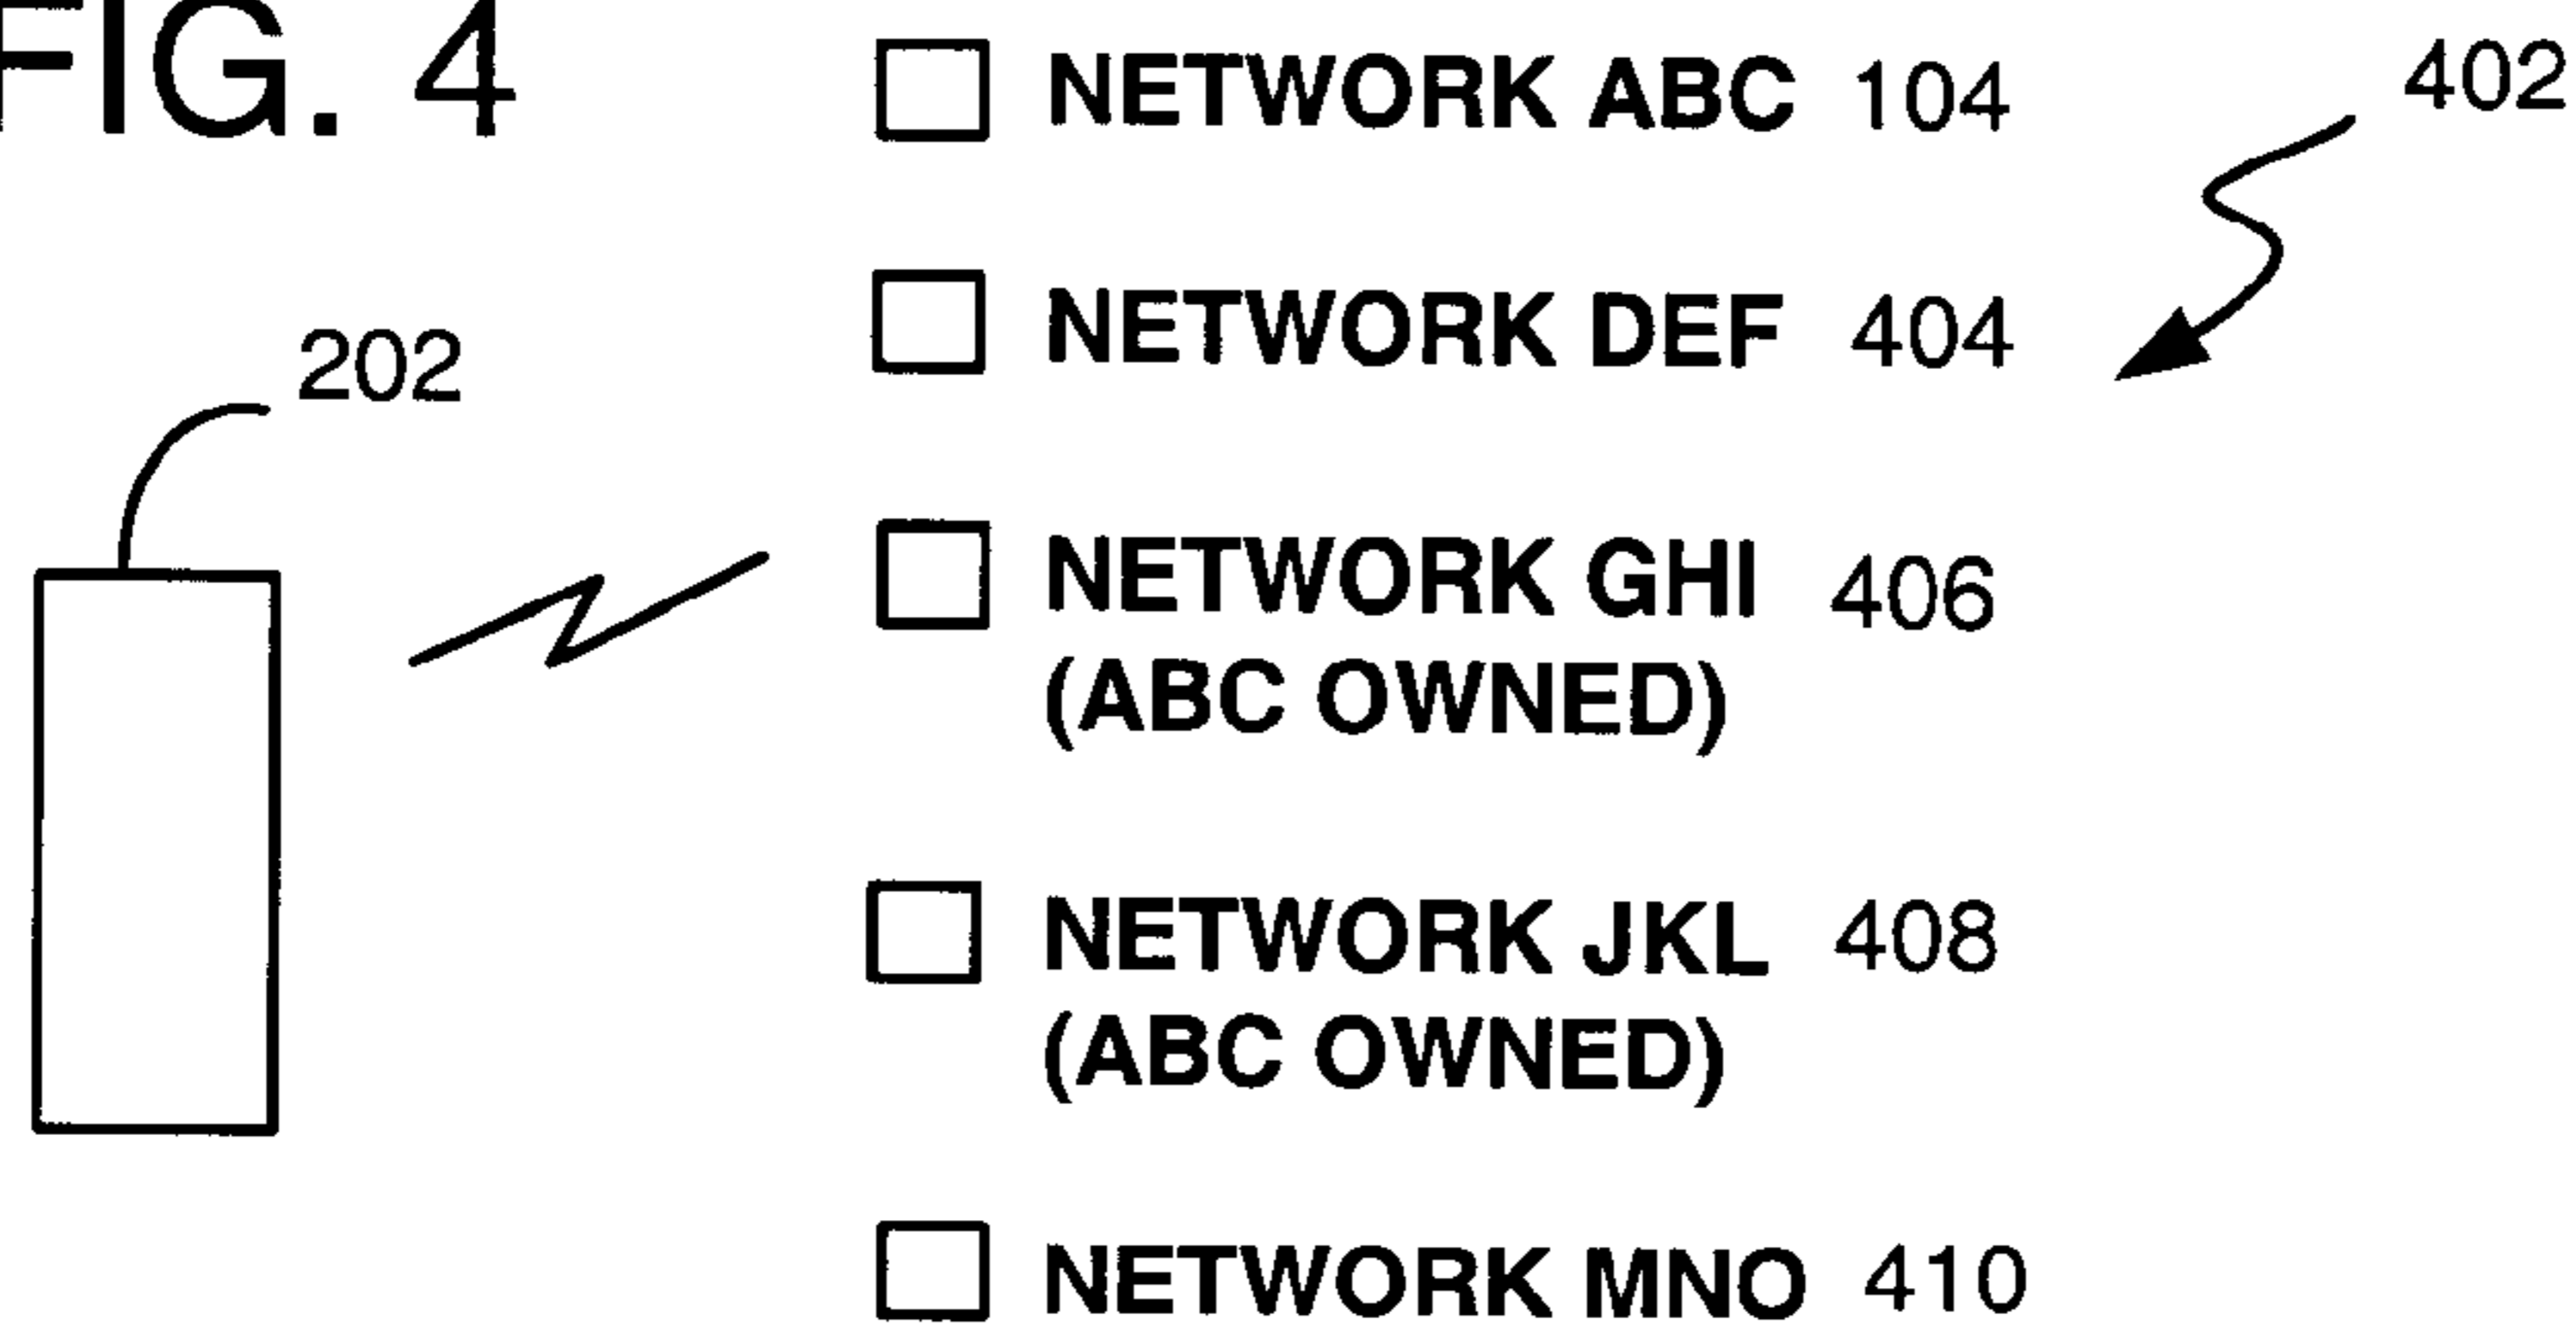 FIG. 4
NETWORK ABC 104
402
NETWORK DEF 404
202
NETWORK GHI 406
(ABC OWNED)
NETWORK JKL 408
(ABC OWNED)
NETWORK MNO 410